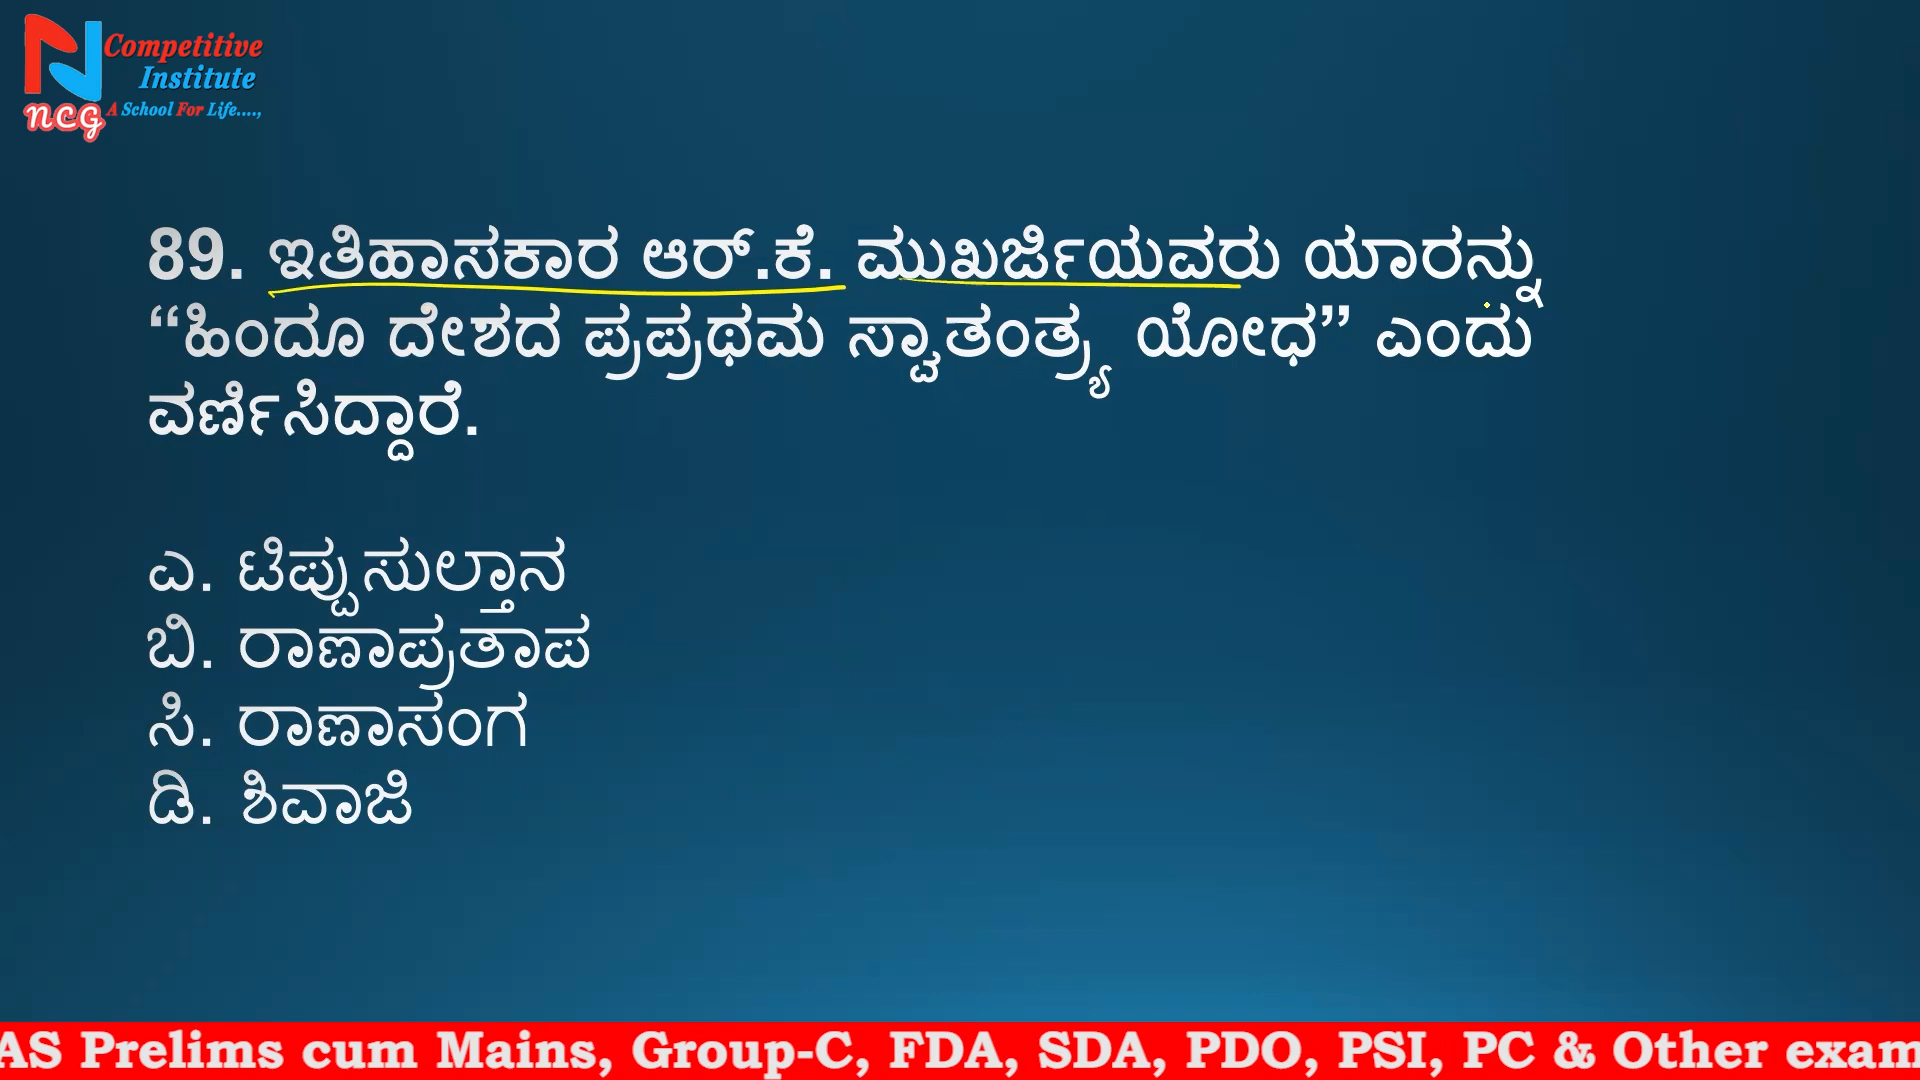 Competitive
Institute
ncg A School For Life....,
89. ಇತಿಹಾಸಕಾರ ಆರ್.ಕೆ. ಮುಖರ್ಜಿಯವರು ಯಾರನ್ನು
“ಹಿಂದೂ ದೇಶದ ಪ್ರಪ್ರಥಮ ಸ್ವಾತಂತ್ರ್ಯ ಯೋಧ” ಎಂದು
ವರ್ಣಿಸಿದ್ದಾರೆ.
ಎ. ಟಿಪ್ಪುಸುಲ್ತಾನ
ಬಿ. ರಾಣಾಪ್ರತಾಪ
ಸಿ. ರಾಣಾಸಂಗ
ಡಿ. ಶಿವಾಜಿ
AS Prelims cum Mains, Group-C, FDA, SDA, PDO, PSI, PC & Other exam